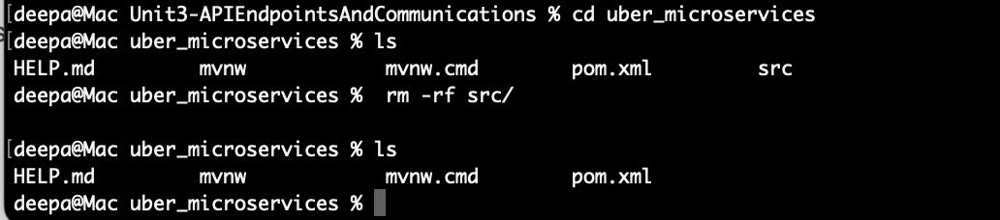 [deepa@Mac Unit3-APIEndpointsAndCommunications % cd uber_microservices
[deepa@Mac uber_microservices % ls
HELP.md mvnw mvnw.cmd pom.xml src
deepa@Mac uber_microservices %  rm -rf src/
[deepa@Mac uber_microservices % ls
HELP.md mvnw mvnw.cmd pom.xml
deepa@Mac uber_microservices %